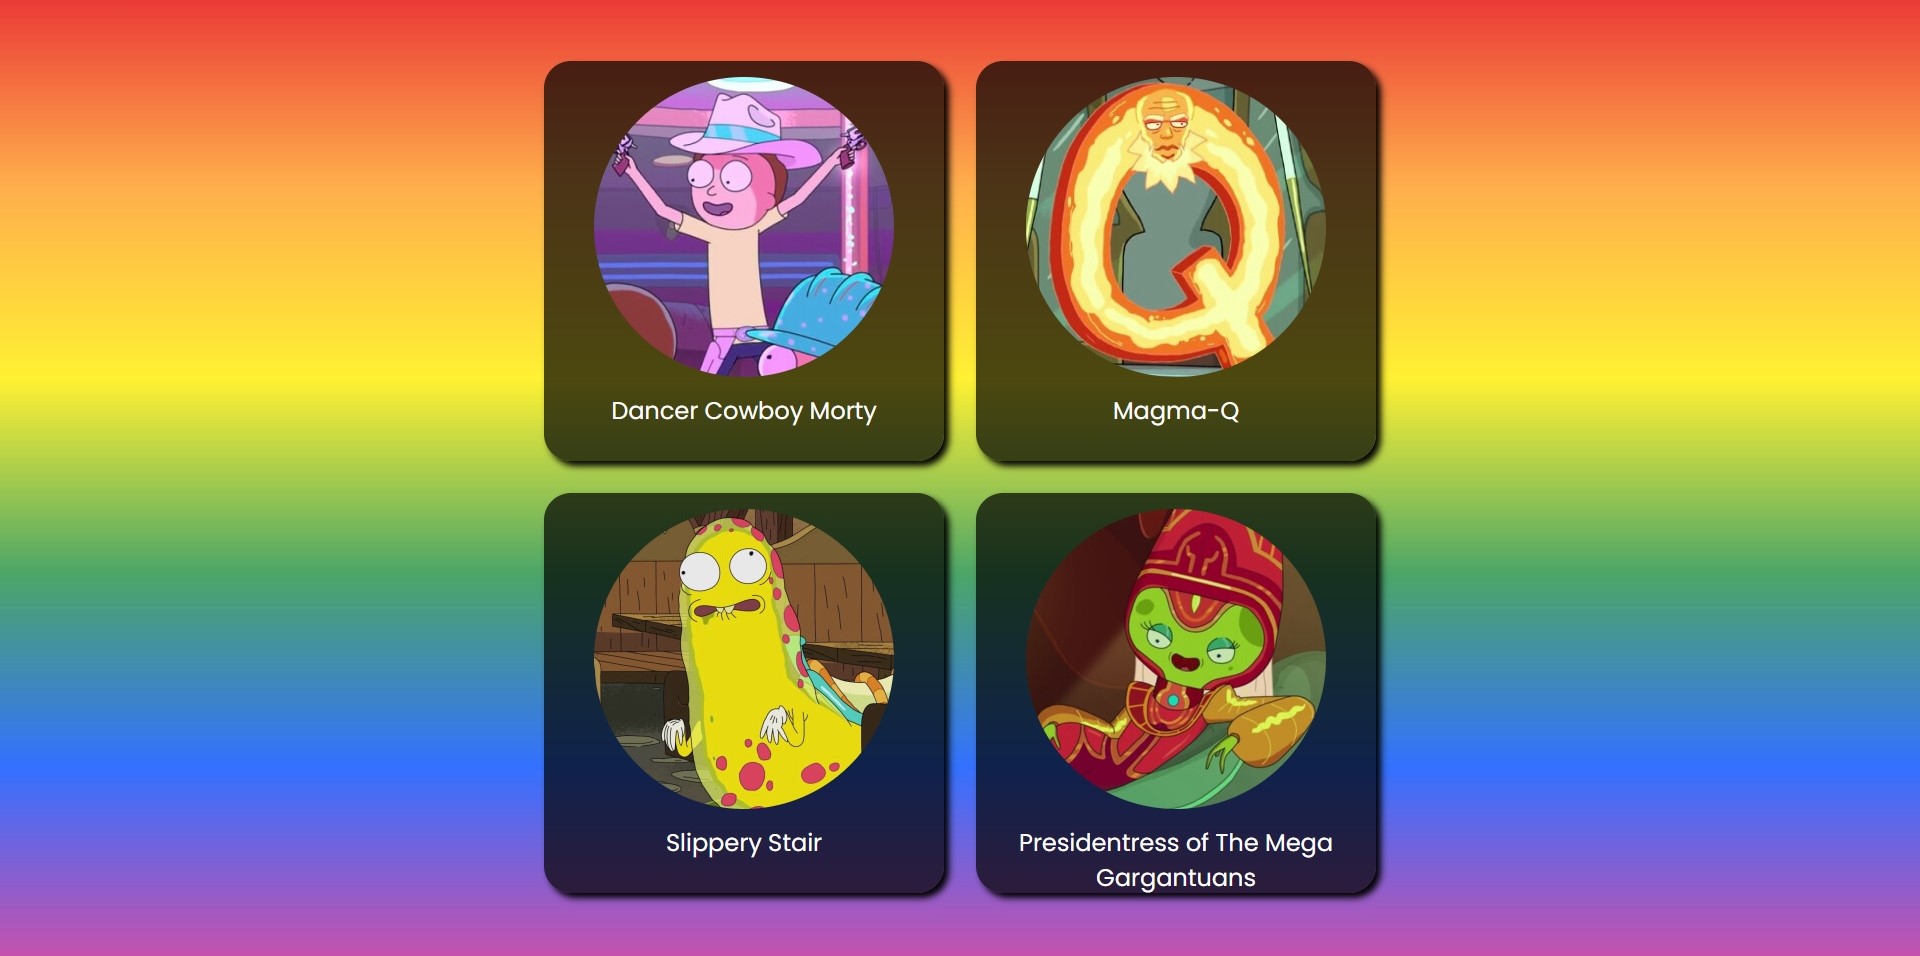 Dancer Cowboy Morty
Magma-Q
Slippery Stair
Presidentress of The Mega
Gargantuans